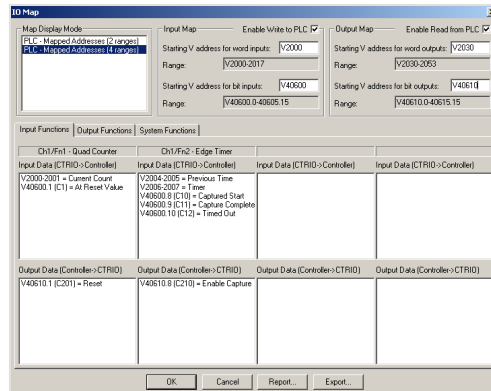 IO Map
Map Display Mode
PLC - Mapped Addresses (2 ranges)
PLC - Mapped Addresses (4 ranges)
Input Map
Enable Write to PLC
Starting V address for word inputs:
V2000
Range:
V2000-2017
Starting V address for bit inputs:
V40600
Range:
V40600.0-40605.15
Output Map
Enable Read from PLC
Starting V address for word outputs:
V2030
Range:
V2030-2053
Starting V address for bit outputs:
V40610
Range:
V40610.0-40615.15
Input Functions
Output Functions
System Functions
Ch1/Fn1 - Quad Counter
Ch1/Fn2 - Edge Timer
Input Data (CTRIO->Controller)
Input Data (CTRIO->Controller)
Input Data (CTRIO->Controller)
Input Data (CTRIO->Controller)
V2000-2001 = Current Count
V40600.1 (C1) = At Reset Value
V2004-2005 = Previous Time
V2006-2007 = Timer
V40600.8 (C10) = Captured Start
V40600.9 (C11) = Capture Complete
V40600.10 (C12) = Timed Out
Output Data (Controller->CTRIO)
Output Data (Controller->CTRIO)
Output Data (Controller->CTRIO)
Output Data (Controller->CTRIO)
V40610.1 (C201) = Reset
V40610.8 (C210) = Enable Capture
OK
Cancel
Report...
Export...